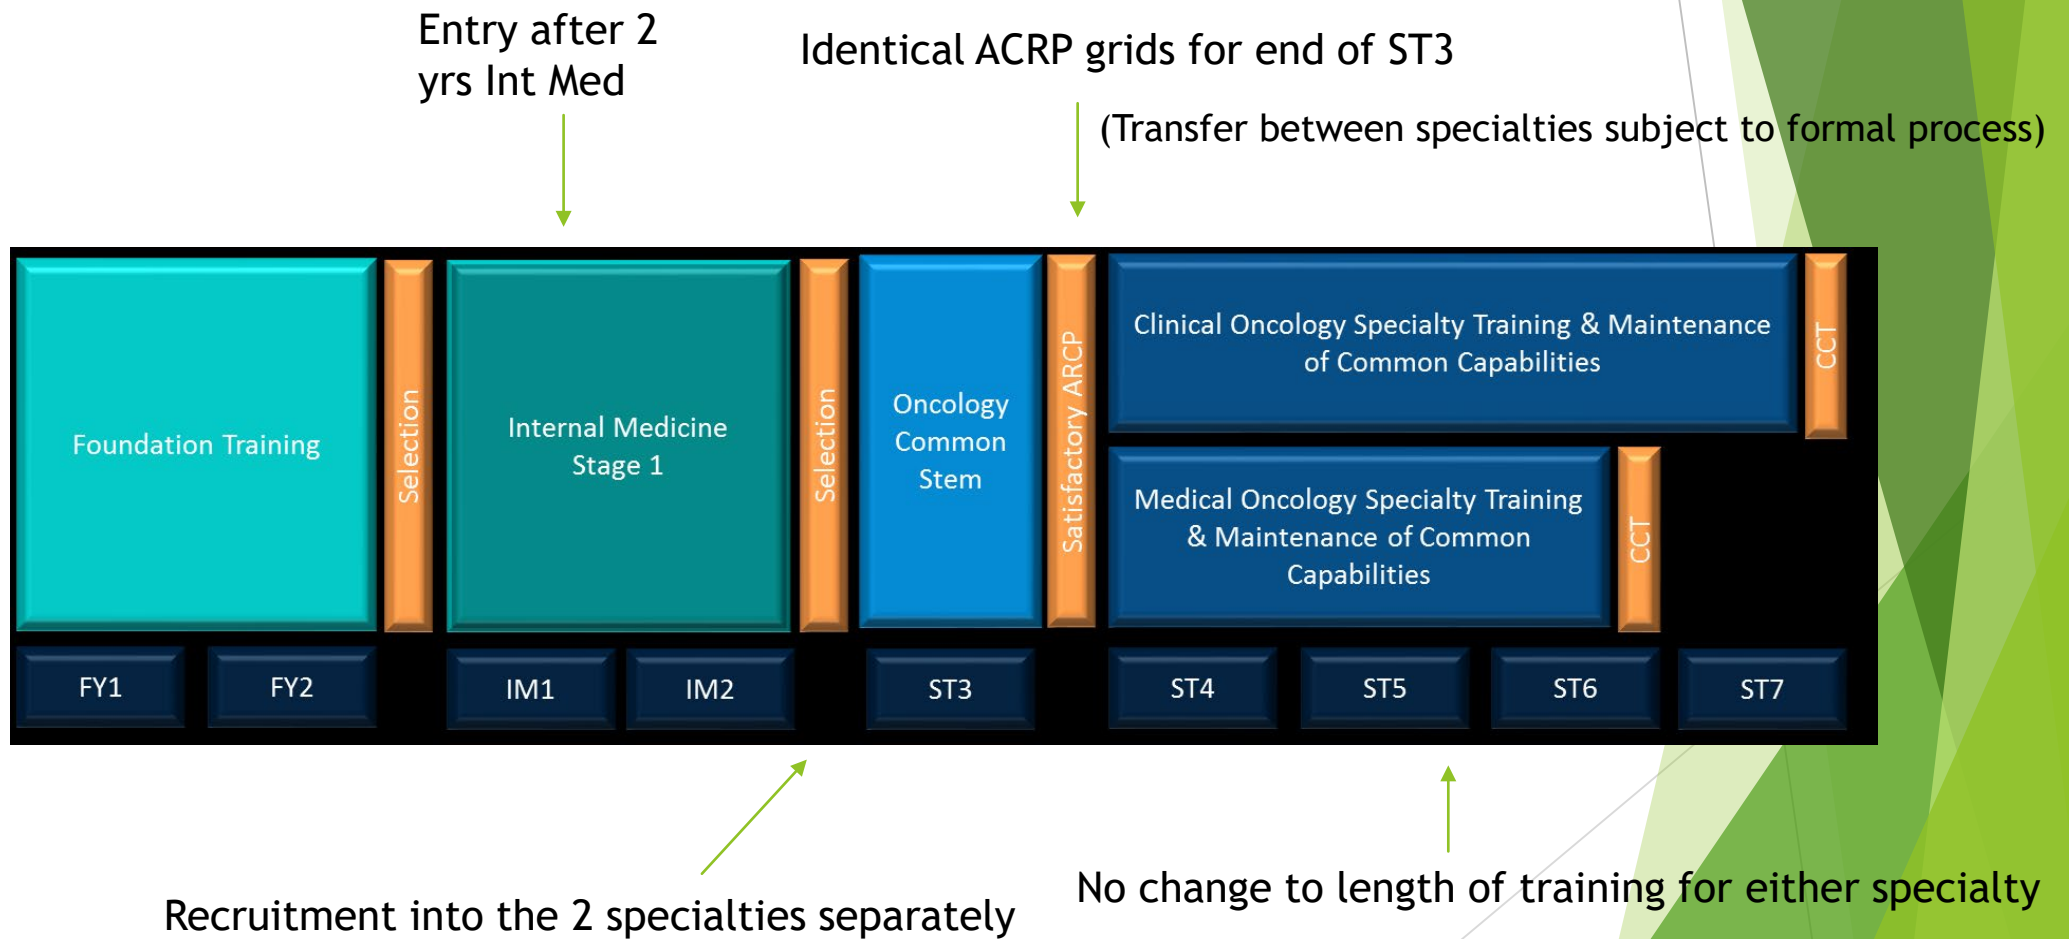 Entry after 2
yrs Int Med
Identical ACRP grids for end of ST3
(Transfer between specialties subject to formal process)
Foundation Training
Selection
Internal Medicine
Stage 1
Selection
Oncology
Common
Stem
Satisfactory ARCP
Clinical Oncology Specialty Training & Maintenance
of Common Capabilities
CCT
Medical Oncology Specialty Training
& Maintenance of Common
Capabilities
CCT
FY1
FY2
IM1
IM2
ST3
ST4
ST5
ST6
ST7
Recruitment into the 2 specialties separately
No change to length of training for either specialty